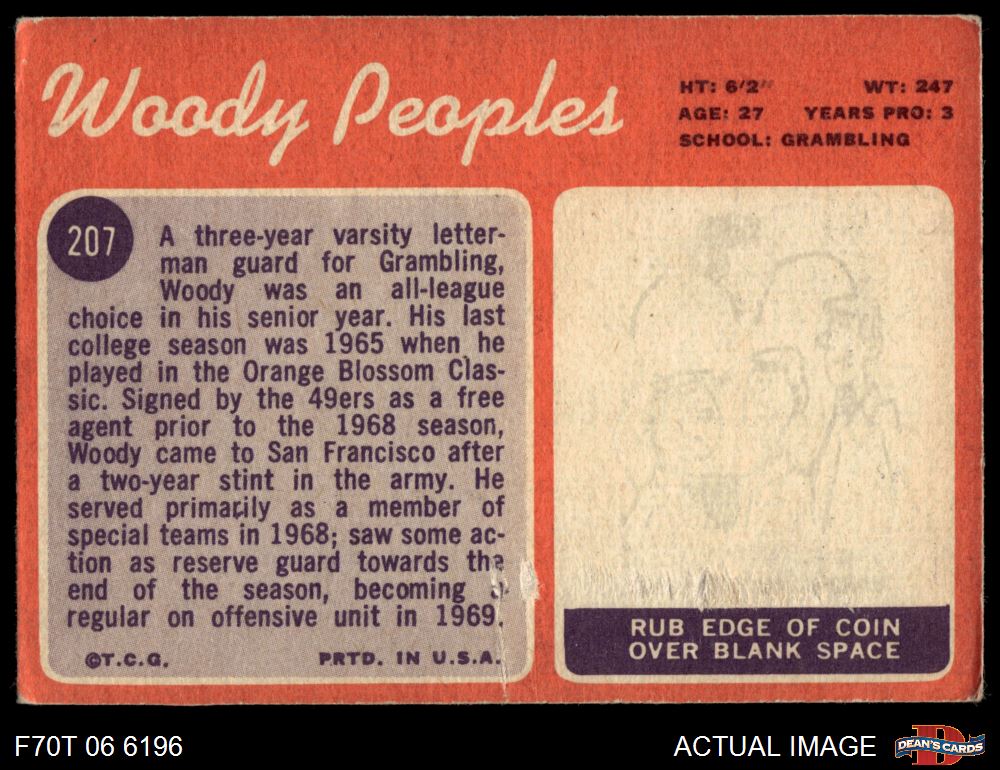 Woody Peoples
HT: 6'2" WT: 247
AGE: 27 YEARS PRO: 3
SCHOOL: GRAMBLING
207
A three-year varsity letter-
man guard for Grambling,
Woody was an all-league
choice in his senior year. His last
college season was 1965 when he
played in the Orange Blossom Clas-
sic. Signed by the 49ers as a free
agent prior to the 1968 season,
Woody came to San Francisco after
a two-year stint in the army. He
served primarily as a member of
special teams in 1968; saw some ac-
tion as reserve guard towards the
end of the season, becoming a
regular on offensive unit in 1969.
©T.C.G. PRTD. IN U.S.A.
RUB EDGE OF COIN
OVER BLANK SPACE
F70T 06 6196
ACTUAL IMAGE
D
DEAN'S CARDS